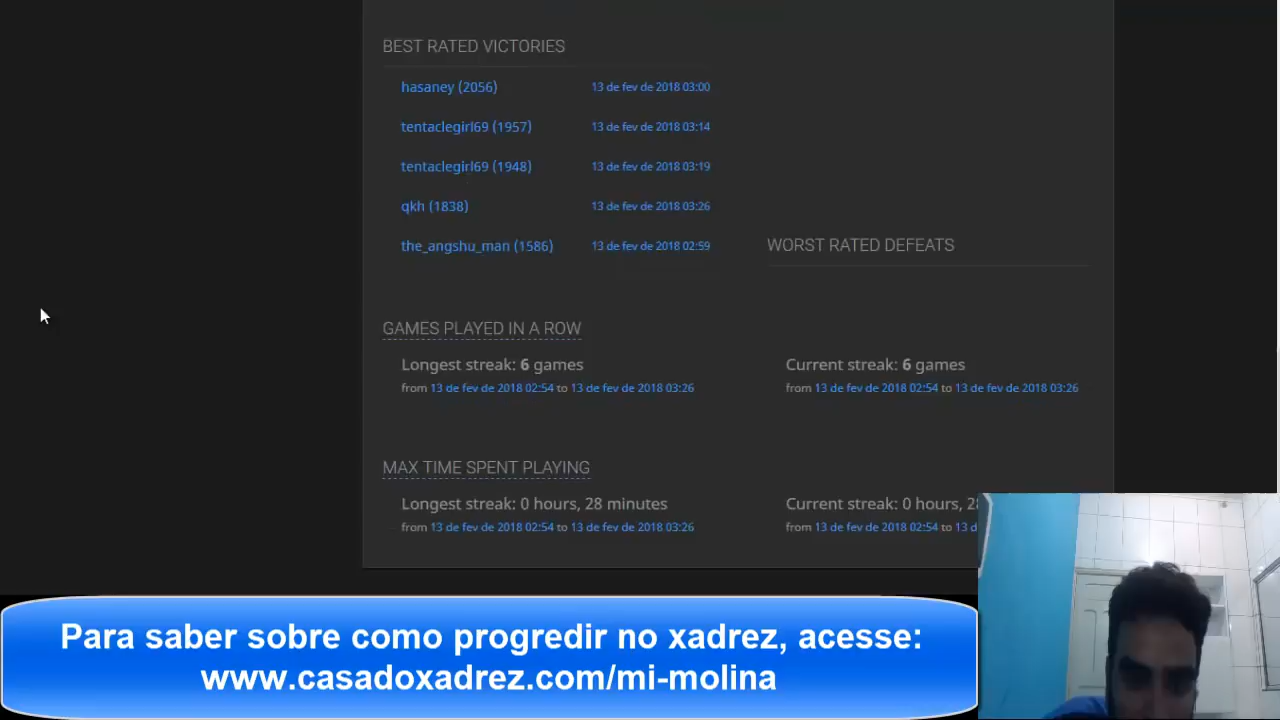 BEST RATED VICTORIES
hasaney (2056) 13 de fev de 2018 03:00
tentaclegirl69 (1957) 13 de fev de 2018 03:14
tentaclegirl69 (1948) 13 de fev de 2018 03:19
qkh (1838) 13 de fev de 2018 03:26
the_angshu_man (1586) 13 de fev de 2018 02:59
WORST RATED DEFEATS
GAMES PLAYED IN A ROW
Longest streak: 6 games
from 13 de fev de 2018 02:54 to 13 de fev de 2018 03:26
Current streak: 6 games
from 13 de fev de 2018 02:54 to 13 de fev de 2018 03:26
MAX TIME SPENT PLAYING
Longest streak: 0 hours, 28 minutes
from 13 de fev de 2018 02:54 to 13 de fev de 2018 03:26
Current streak: 0 hours, 2
from 13 de fev de 2018 02:54 to 13 d
Para saber sobre como progredir no xadrez, acesse:
www.casadoxadrez.com/mi-molina